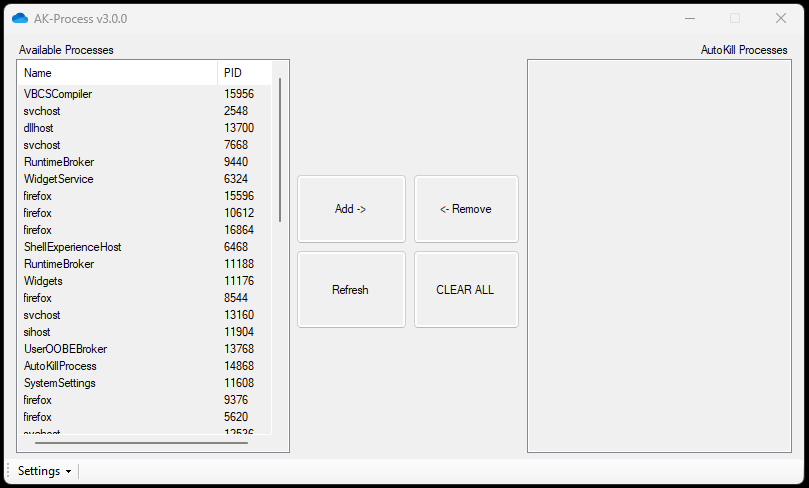 AK-Process v3.0.0
Available Processes
AutoKill Processes
Name PID
VBCSCompiler 15956
svchost 2548
dllhost 13700
svchost 7668
RuntimeBroker 9440
WidgetService 6324
firefox 15596
firefox 10612
firefox 16864
ShellExperienceHost 6468
RuntimeBroker 11188
Widgets 11176
firefox 8544
svchost 13160
sihost 11904
UserOOBEBroker 13768
AutoKillProcess 14868
SystemSettings 11608
firefox 9376
firefox 5620
svchost 12536
Add ->
<- Remove
Refresh
CLEAR ALL
Settings